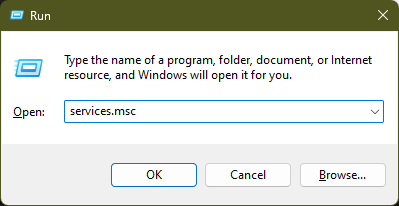 Run
Type the name of a program, folder, document, or Internet
resource, and Windows will open it for you.
Open: services.msc
OK Cancel Browse...